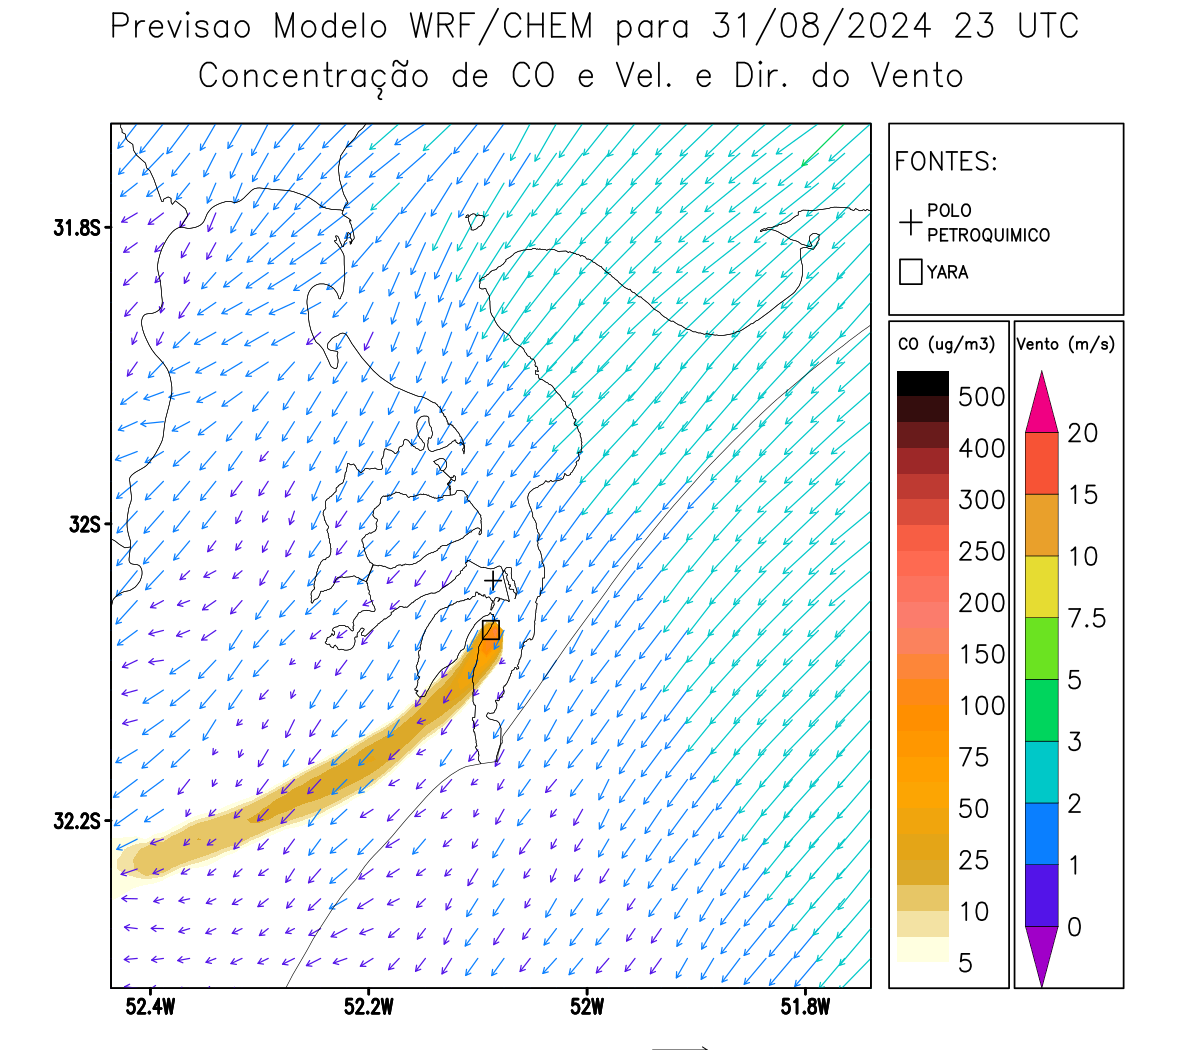 Previsao Modelo WRF/CHEM para 31/08/2024 23 UTC
Concentração de CO e Vel. e Dir. do Vento
FONTES:
POLO
PETROQUIMICO
YARA
CO (ug/m3)
500
400
300
250
200
150
100
75
50
25
10
5
Vento (m/s)
20
15
10
7.5
5
3
2
1
0
31.8S
32S
32.2S
52.4W
52.2W
52W
51.8W